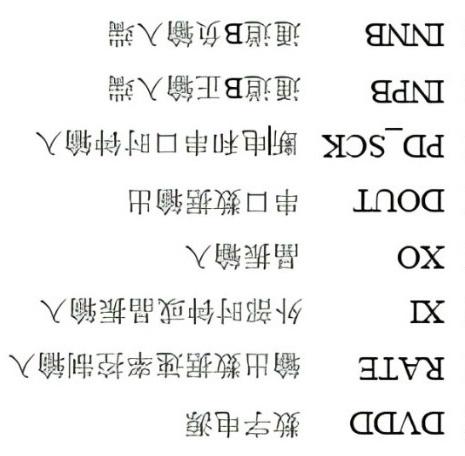 DVDD 数字电源
RATE 输出数据速率控制输入
XI 外部时钟或晶振输入
XO 晶振输入
DOUT 串口数据输出
PD_SCK 断电和串口时钟输入
INPB 通道B正输入端
INNB 通道B负输入端